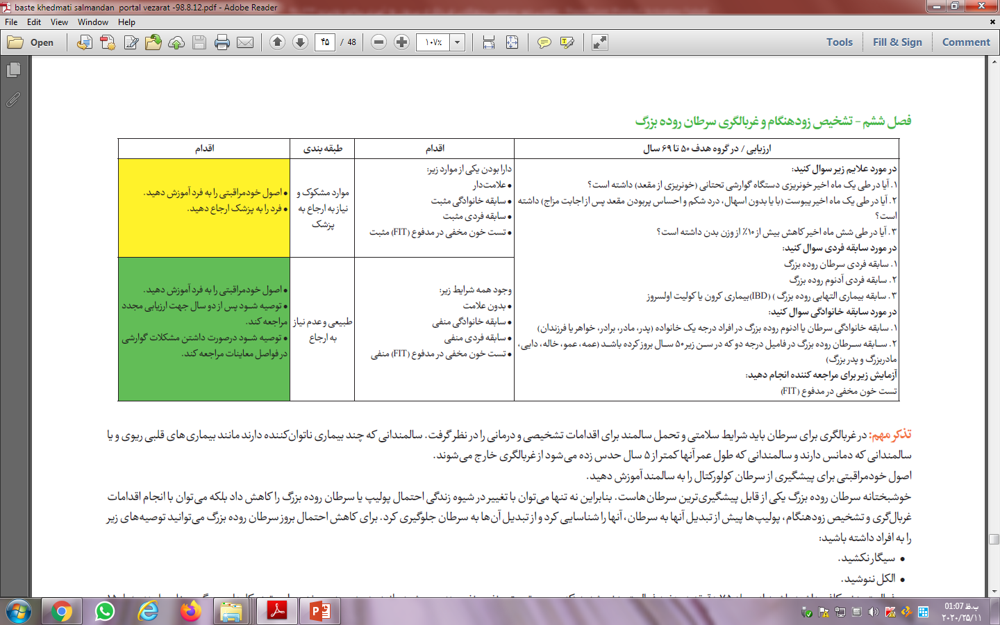 baste khedmati salmandan portal vezarat -98.8.12.pdf - Adobe Reader
File Edit View Window Help
Open
۴۵ / 48
۱۰۷٪
Tools Fill & Sign Comment
فصل ششم - تشخیص زودهنگام و غربالگری سرطان روده بزرگ
ارزیابی / در گروه هدف ۵۰ تا ۶۹ سال
اقدام
طبقه بندی
اقدام
در مورد علایم زیر سوال کنید:
۱. آیا در طی یک ماه اخیر خونریزی دستگاه گوارشی تحتانی (خونریزی از مقعد) داشته است؟
۲. آیا در طی یک ماه اخیر یبوست (با یا بدون اسهال، درد شکم و احساس پربودن مقعد پس از اجابت مزاج) داشته
است؟
۳. آیا در طی شش ماه اخیر کاهش بیش از ۱۰٪ از وزن بدن داشته است؟
در مورد سابقه فردی سوال کنید:
۱. سابقه فردی سرطان روده بزرگ
۲. سابقه فردی آدنوم روده بزرگ
۳. سابقه بیماری التهابی روده بزرگ ) (IBD)بیماری کرون یا کولیت اولسروز
در مورد سابقه خانوادگی سوال کنید:
۱. سابقه خانوادگی سرطان یا ادنوم روده بزرگ در افراد درجه یک خانواده (پدر، مادر، برادر، خواهر یا فرزندان)
۲. سابقه سرطان روده بزرگ در فامیل درجه دو که در سن زیر ۵۰ سال بروز کرده باشد (عمه، عمو، خاله، دایی،
مادربزرگ و پدر بزرگ)
آزمایش زیر برای مراجعه کننده انجام دهید:
تست خون مخفی در مدفوع (FIT)
دارا بودن یکی از موارد زیر:
• علامت‌دار
• سابقه خانوادگی مثبت
• سابقه فردی مثبت
• تست خون مخفی در مدفوع (FIT) مثبت
موارد مشکوک و
نیاز به ارجاع به
پزشک
• اصول خودمراقبتی را به فرد آموزش دهید.
• فرد را به پزشک ارجاع دهید.
وجود همه شرایط زیر:
• بدون علامت
• سابقه خانوادگی منفی
• سابقه فردی منفی
• تست خون مخفی در مدفوع (FIT) منفی
طبیعی و عدم نیاز
به ارجاع
• اصول خودمراقبتی را به فرد آموزش دهید.
• توصیه شود پس از دو سال جهت ارزیابی مجدد
مراجعه کند.
• توصیه شود درصورت داشتن مشکلات گوارشی
در فواصل معاینات مراجعه کند.
تذکر مهم: در غربالگری برای سرطان باید شرایط سلامتی و تحمل سالمند برای اقدامات تشخیصی و درمانی را در نظر گرفت. سالمندانی که چند بیماری ناتوان‌کننده دارند مانند بیماری های قلبی ریوی و یا
سالمندانی که دمانس دارند و سالمندانی که طول عمر آنها کمتر از ۵ سال حدس زده می‌شود از غربالگری خارج می‌شوند.
اصول خودمراقبتی برای پیشگیری از سرطان کولورکتال را به سالمند آموزش دهید.
خوشبختانه سرطان روده بزرگ یکی از قابل پیشگیری‌ترین سرطان هاست. بنابراین نه تنها می‌توان با تغییر در شیوه زندگی احتمال پولیپ یا سرطان روده بزرگ را کاهش داد بلکه می‌توان با انجام اقدامات
غربال‌گری و تشخیص زودهنگام، پولیپ‌ها پیش از تبدیل آنها به سرطان، آنها را شناسایی کرد و از تبدیل آن‌ها به سرطان جلوگیری کرد. برای کاهش احتمال بروز سرطان روده بزرگ می‌توانید توصیه‌های زیر
را به افراد داشته باشید:
• سیگار نکشید.
• الکل ننوشید.
01:07 ب.ظ
۲۰۲۰/۲۵/۱۱